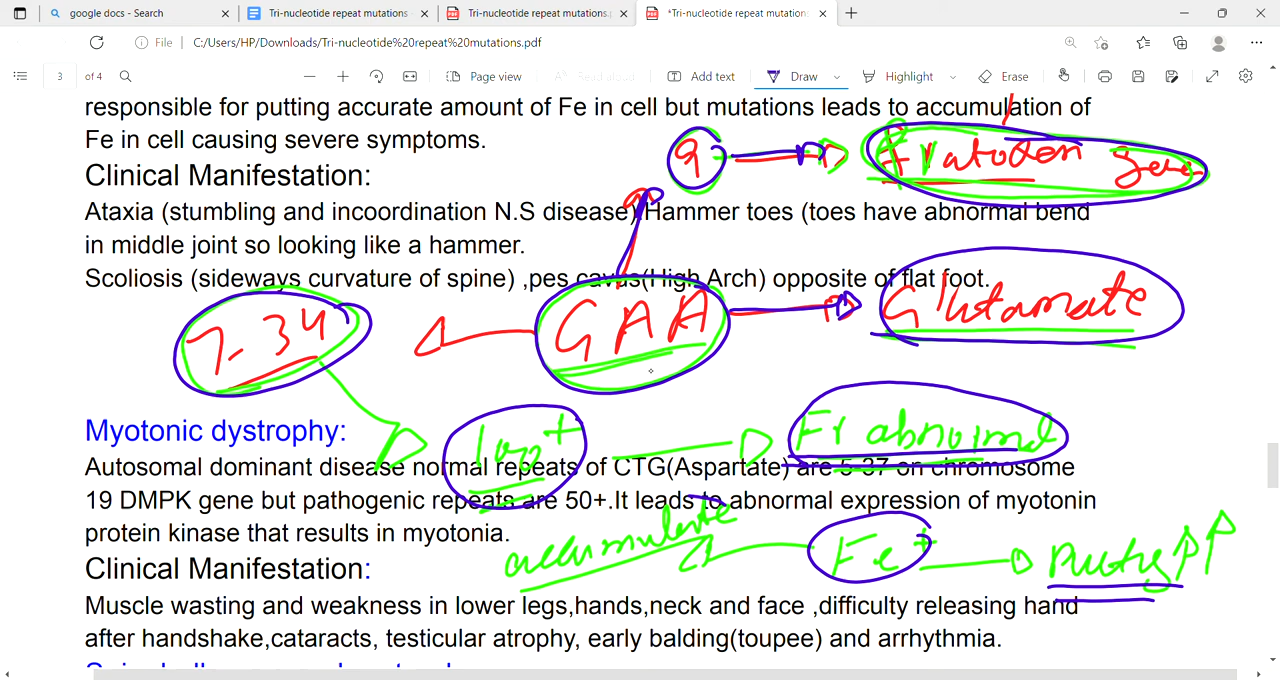 google docs - Search
Tri-nucleotide repeat mutations
Tri-nucleotide repeat mutations.
*Tri-nucleotide repeat mutations
File C:/Users/HP/Downloads/Tri-nucleotide%20repeat%20mutations.pdf
3 of 4 Page view Read aloud Add text Draw Highlight Erase
responsible for putting accurate amount of Fe in cell but mutations leads to accumulation of
Fe in cell causing severe symptoms.
9 gene
Clinical Manifestation:
Ataxia (stumbling and incoordination N.S disease),Hammer toes (toes have abnormal bend
in middle joint so looking like a hammer.
9
Scoliosis (sideways curvature of spine) ,pes cavus(High Arch) opposite of flat foot.
7-34 GAA Glutamate
100+ Fr abnormal
Myotonic dystrophy:
Autosomal dominant disease normal repeats of CTG(Aspartate) are 5-37 on chromosome
19 DMPK gene but pathogenic repeats are 50+.It leads to abnormal expression of myotonin
protein kinase that results in myotonia.
accumulate Fe+
Clinical Manifestation:
Muscle wasting and weakness in lower legs,hands,neck and face ,difficulty releasing hand
after handshake,cataracts, testicular atrophy, early balding(toupee) and arrhythmia.